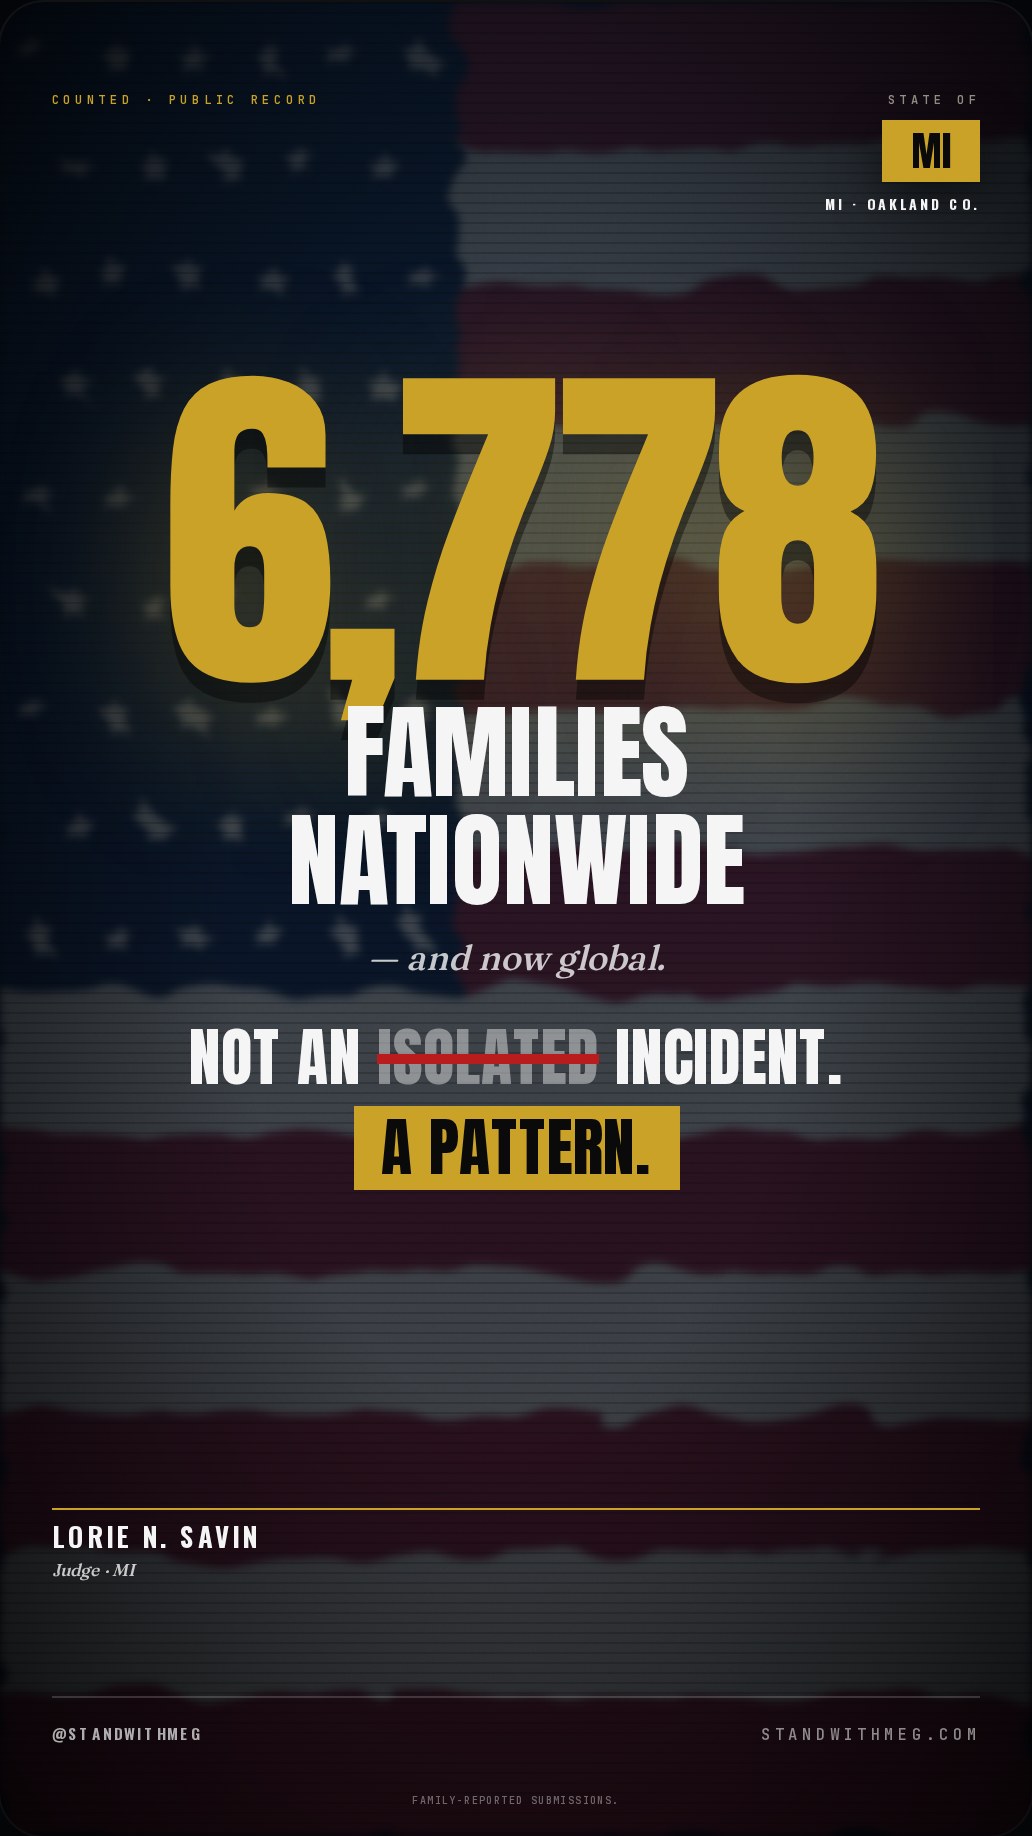 COUNTED · PUBLIC RECORD
STATE OF
MI
MI · OAKLAND CO.
6,778
FAMILIES
NATIONWIDE
— and now global.
NOT AN ISOLATED INCIDENT.
A PATTERN.
LORIE N. SAVIN
Judge · MI
@STANDWITHMEG
STANDWITHMEG.COM
FAMILY-REPORTED SUBMISSIONS.